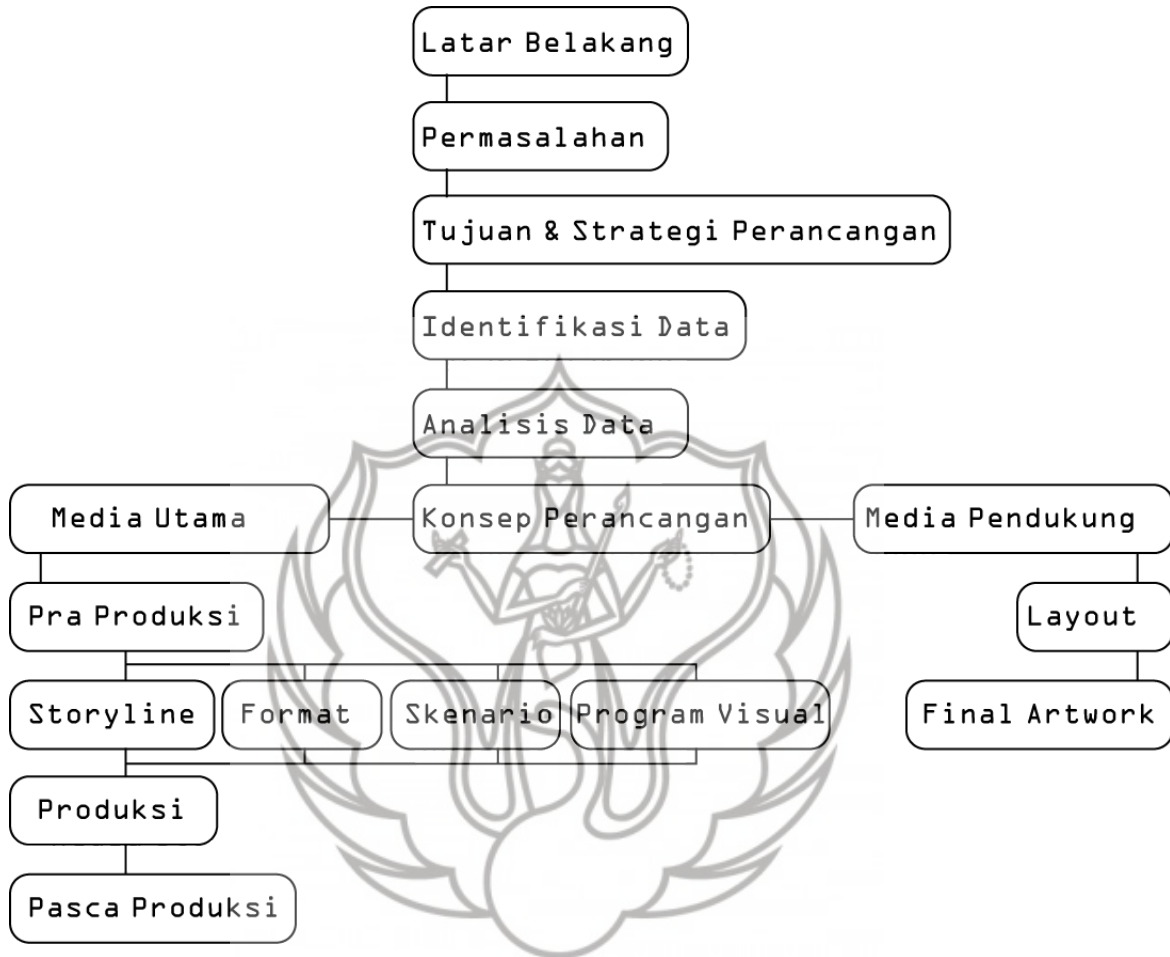 Latar Belakang
Permasalahan
Tujuan & Strategi Perancangan
Identifikasi Data
Analisis Data
Media Utama
Konsep Perancangan
Media Pendukung
Pra Produksi
Layout
Storyline
Format
Skenario
Program Visual
Final Artwork
Produksi
Pasca Produksi